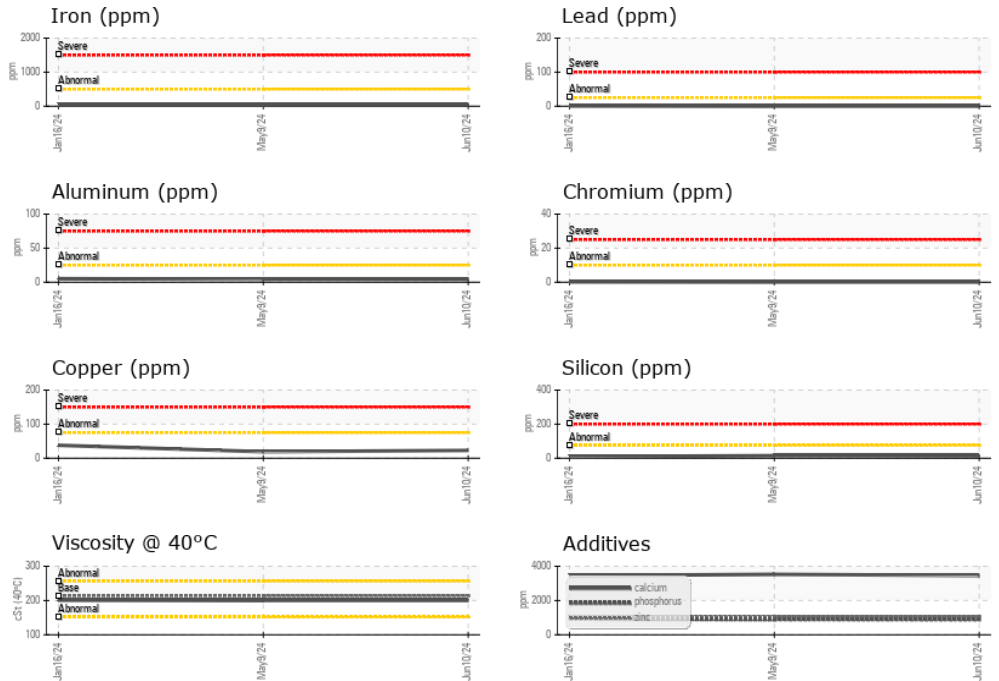 Iron (ppm)
2000
1000
0
ppm
Severe
Abnormal
Jan16/24
May9/24
Jun10/24
Lead (ppm)
200
100
0
ppm
Severe
Abnormal
Jan16/24
May9/24
Jun10/24
Aluminum (ppm)
100
50
0
ppm
Severe
Abnormal
Jan16/24
May9/24
Jun10/24
Chromium (ppm)
40
20
0
ppm
Severe
Abnormal
Jan16/24
May9/24
Jun10/24
Copper (ppm)
200
100
0
ppm
Severe
Abnormal
Jan16/24
May9/24
Jun10/24
Silicon (ppm)
400
200
0
ppm
Severe
Abnormal
Jan16/24
May9/24
Jun10/24
Viscosity @ 40°C
300
200
100
cSt (40°C)
Abnormal
Base
Abnormal
Jan16/24
May9/24
Jun10/24
Additives
4000
2000
0
ppm
calcium
phosphorus
zinc
Jan16/24
May9/24
Jun10/24